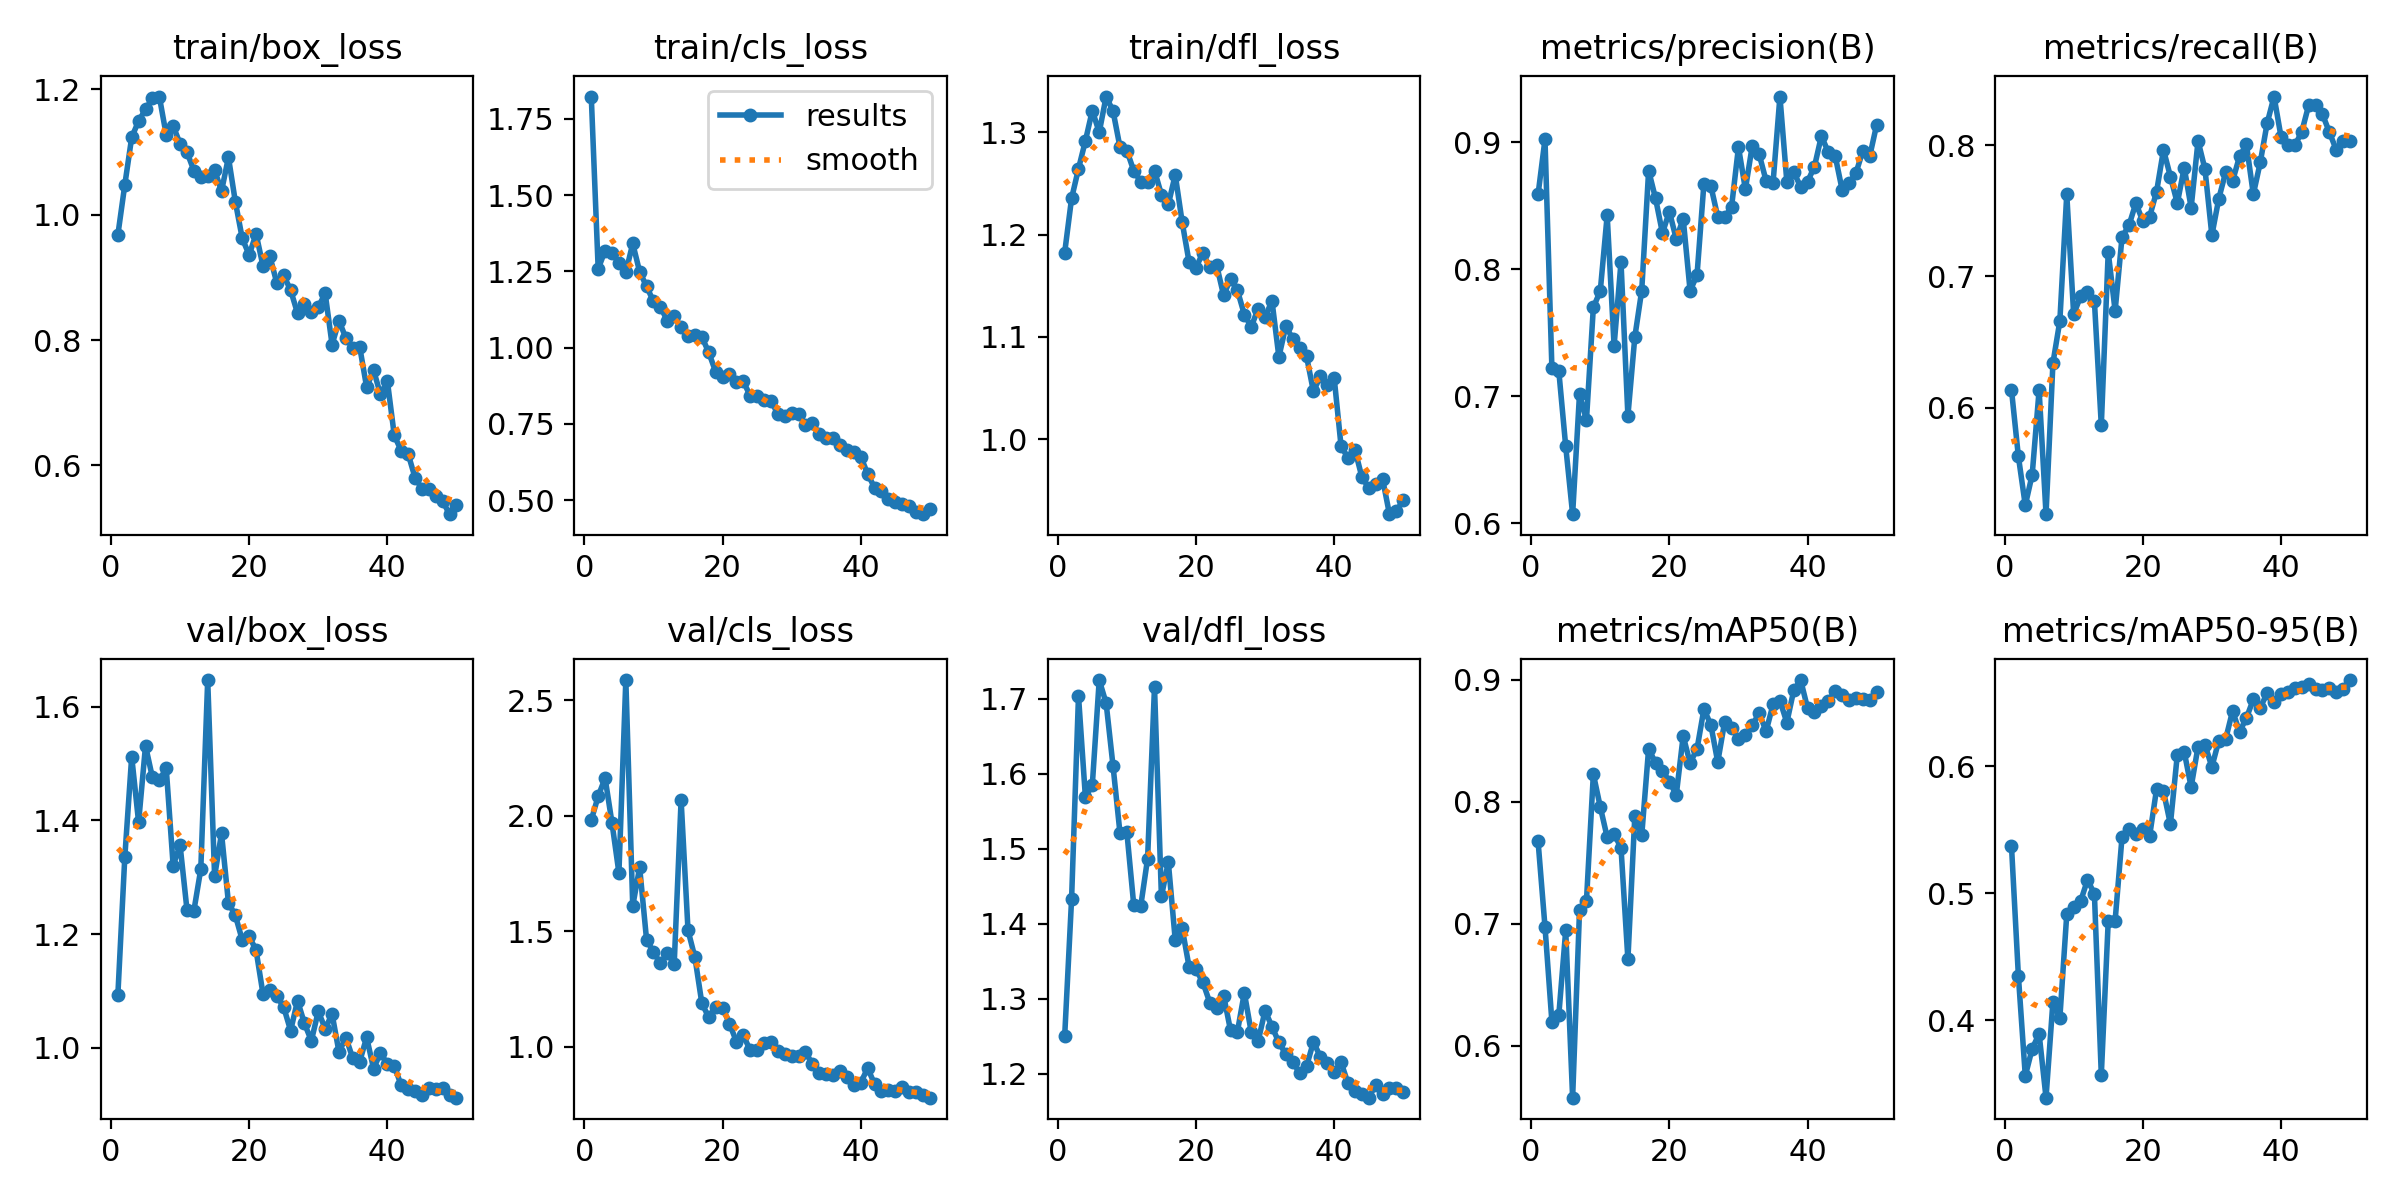 train/box_loss
1.2
1.0
0.8
0.6
0 20 40
train/cls_loss
1.75
1.50
1.25
1.00
0.75
0.50
0 20 40
results
smooth
train/dfl_loss
1.3
1.2
1.1
1.0
0 20 40
metrics/precision(B)
0.9
0.8
0.7
0.6
0 20 40
metrics/recall(B)
0.8
0.7
0.6
0 20 40
val/box_loss
1.6
1.4
1.2
1.0
0 20 40
val/cls_loss
2.5
2.0
1.5
1.0
0 20 40
val/dfl_loss
1.7
1.6
1.5
1.4
1.3
1.2
0 20 40
metrics/mAP50(B)
0.9
0.8
0.7
0.6
0 20 40
metrics/mAP50-95(B)
0.6
0.5
0.4
0 20 40